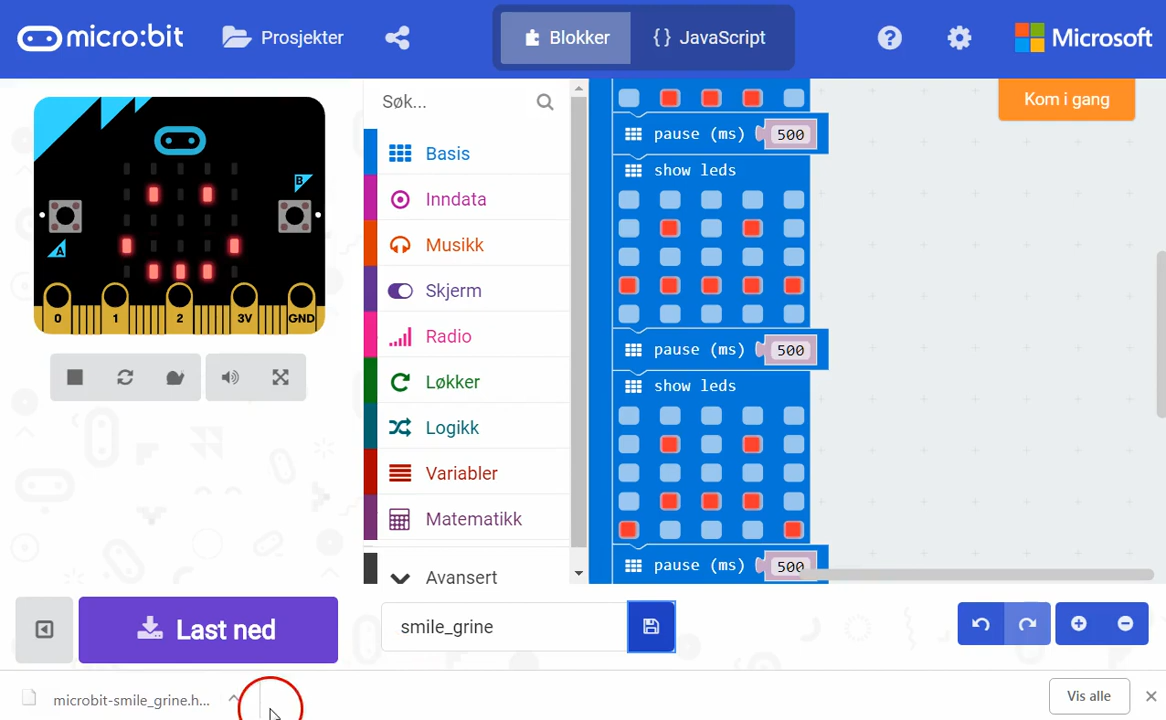 micro:bit
Prosjekter
Blokker
{} JavaScript
?
Microsoft
Søk...
Kom i gang
A
B
0 1 2 3V GND
Basis
Inndata
Musikk
Skjerm
Radio
Løkker
Logikk
Variabler
Matematikk
Avansert
pause (ms) 500
show leds
pause (ms) 500
show leds
pause (ms) 500
Last ned
smile_grine
microbit-smile_grine.h...
Vis alle